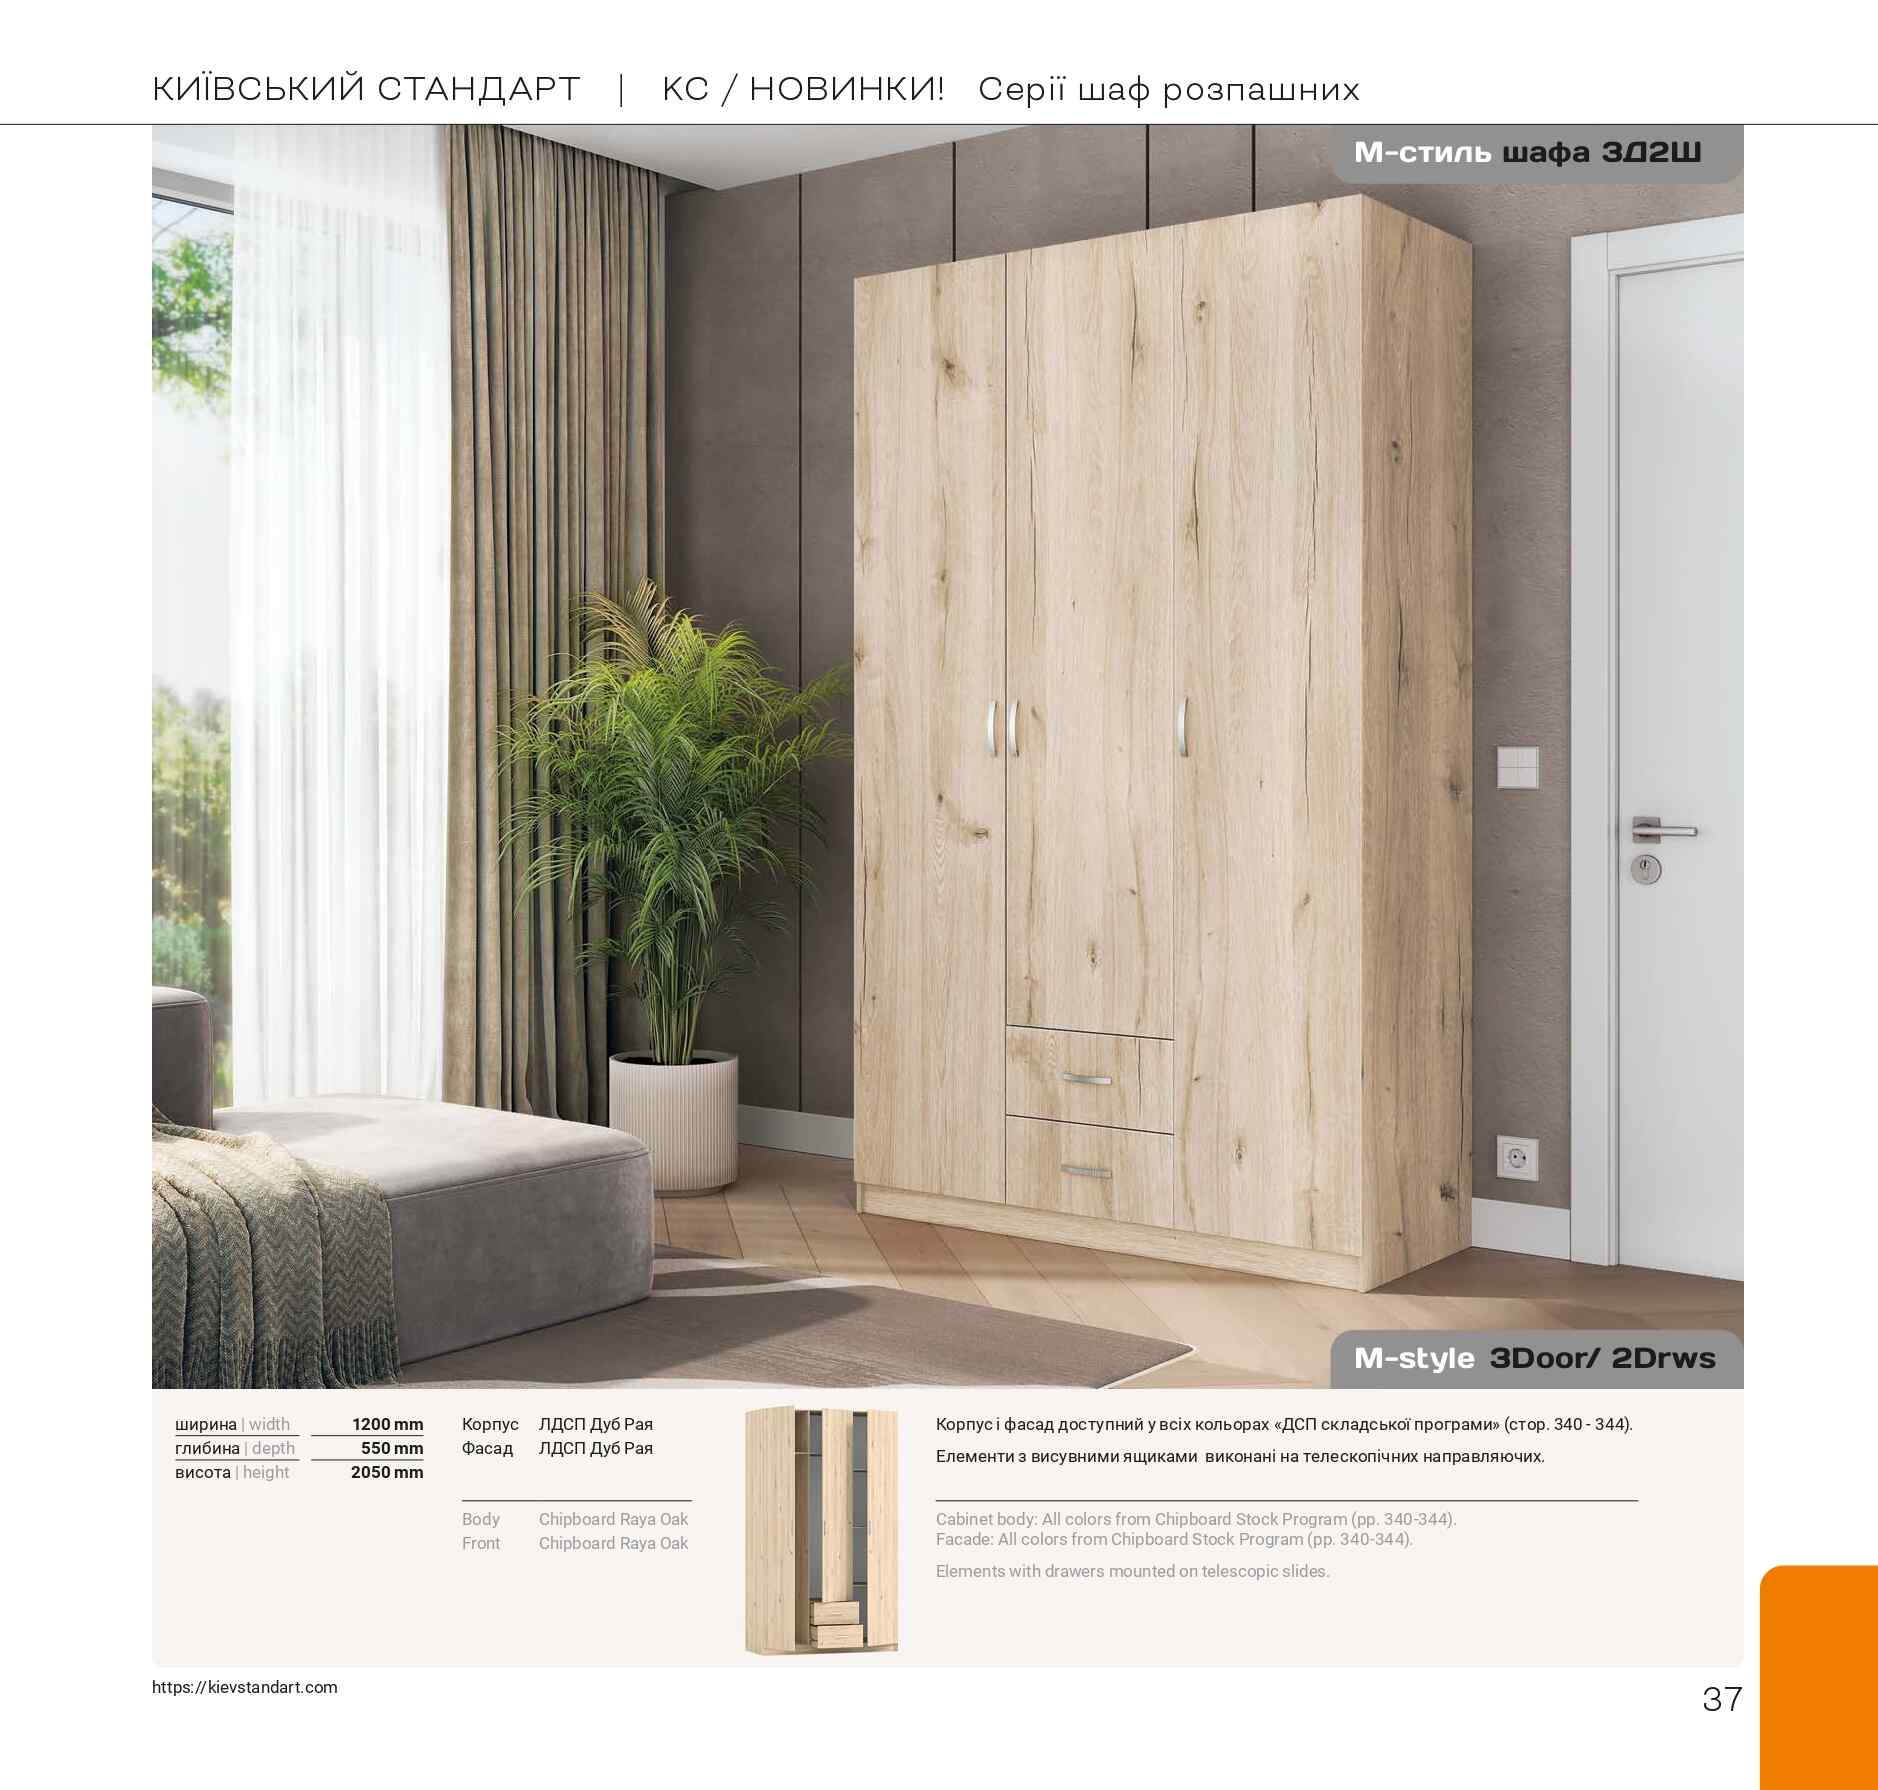 КИЇВСЬКИЙ СТАНДАРТ | КС / НОВИНКИ! Серії шаф розпашних
М-стиль шафа 3Д2Ш
M-style 3Door/ 2Drws
ширина | width 1200 mm
глибина | depth 550 mm
висота | height 2050 mm
Корпус ЛДСП Дуб Рая
Фасад ЛДСП Дуб Рая
Body Chipboard Raya Oak
Front Chipboard Raya Oak
Корпус і фасад доступний у всіх кольорах «ДСП складської програми» (стор. 340 - 344).
Елементи з висувними ящиками виконані на телескопічних направляючих.
Cabinet body: All colors from Chipboard Stock Program (pp. 340-344).
Facade: All colors from Chipboard Stock Program (pp. 340-344).
Elements with drawers mounted on telescopic slides.
https://kievstandart.com
37